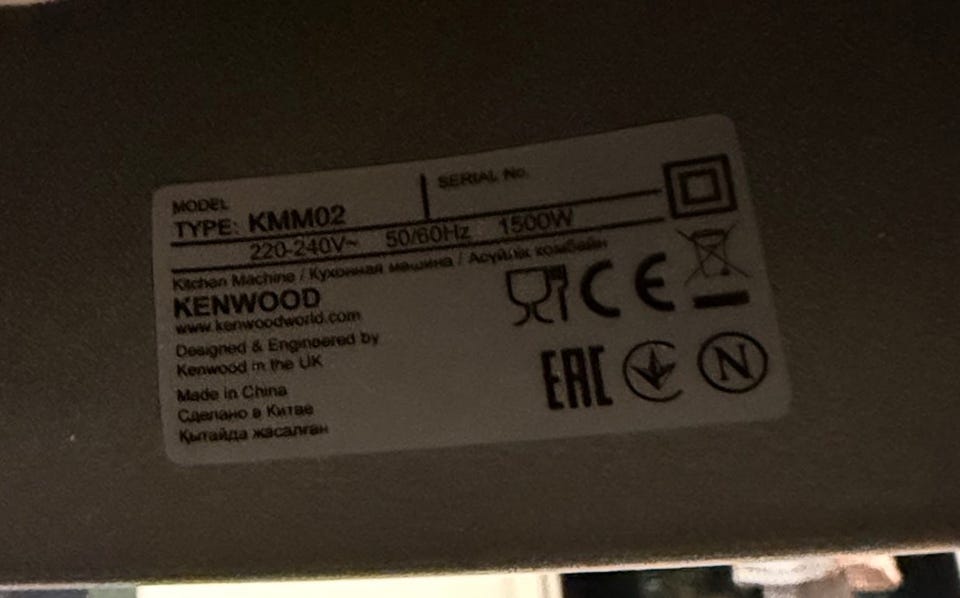 MODEL
SERIAL No.
TYPE: KMM02
220-240V~ 50/60Hz 1500W
Kitchen Machine / Кухонная машина / Асүйлік комбайн
KENWOOD
www.kenwoodworld.com
Designed & Engineered by
Kenwood in the UK
Made in China
Сделано в Китае
Қытайда жасалған
CE
EAC
N